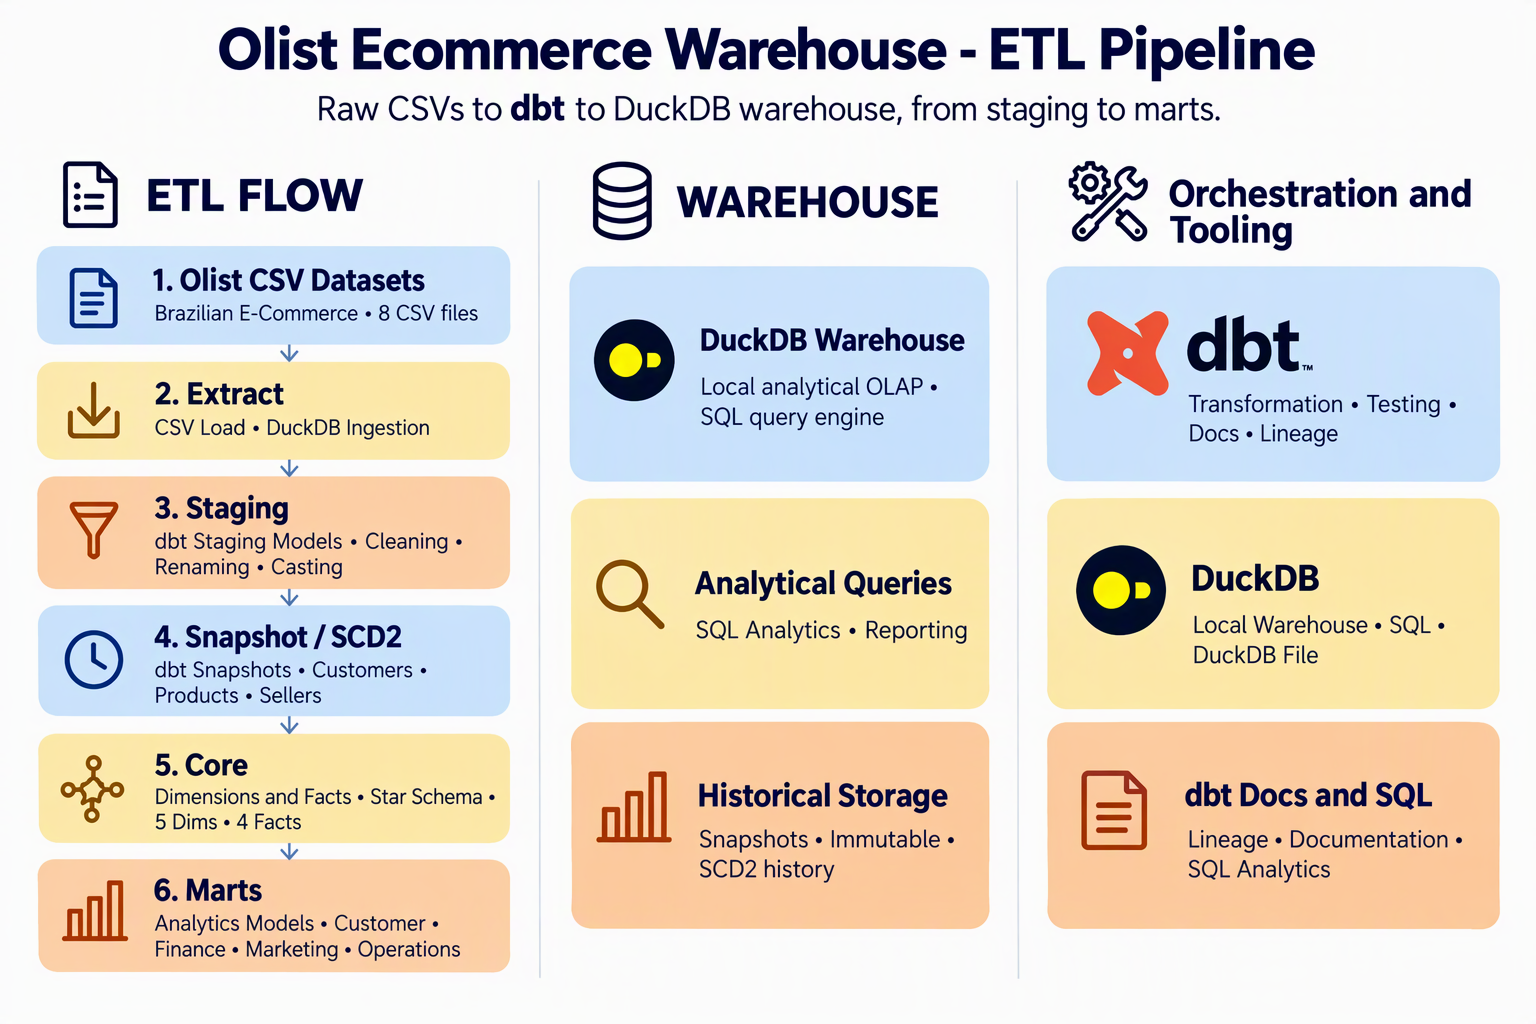 Olist Ecommerce Warehouse - ETL Pipeline
Raw CSVs to dbt to DuckDB warehouse, from staging to marts.
ETL FLOW
1. Olist CSV Datasets
Brazilian E-Commerce • 8 CSV files
2. Extract
CSV Load • DuckDB Ingestion
3. Staging
dbt Staging Models • Cleaning •
Renaming • Casting
4. Snapshot / SCD2
dbt Snapshots • Customers •
Products • Sellers
5. Core
Dimensions and Facts • Star Schema •
5 Dims • 4 Facts
6. Marts
Analytics Models • Customer •
Finance • Marketing • Operations
WAREHOUSE
DuckDB Warehouse
Local analytical OLAP •
SQL query engine
Analytical Queries
SQL Analytics • Reporting
Historical Storage
Snapshots • Immutable •
SCD2 history
Orchestration and
Tooling
dbt™
Transformation • Testing •
Docs • Lineage
DuckDB
Local Warehouse • SQL •
DuckDB File
dbt Docs and SQL
Lineage • Documentation •
SQL Analytics